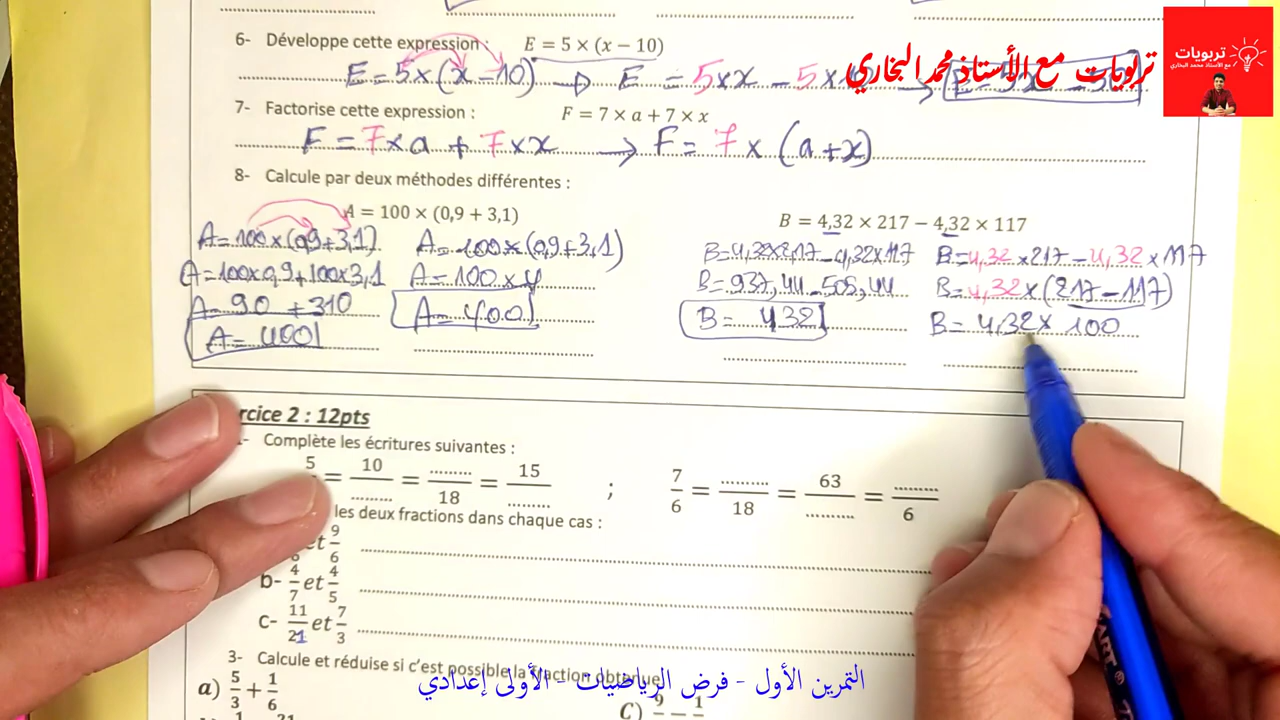 6- Développe cette expression : E = 5 × (x − 10)
E = 5 × (x − 10) → E = 5 × x − 5 ×
تربويات مع الأستاذ محمد البخاري
تربويات
مع الأستاذ محمد البخاري
7- Factorise cette expression : F = 7 × a + 7 × x
F = 7 × a + 7 × x → F = 7 × (a + x)
8- Calcule par deux méthodes différentes :
A = 100 × (0,9 + 3,1)
A = 100 × (0,9 + 3,1)
A = 100 × 0,9 + 100 × 3,1
A = 90 + 310
A = 400
A = 100 × (0,9 + 3,1)
A = 100 × 4
A = 400
B = 4,32 × 217 − 4,32 × 117
B = 4,32 × 217 − 4,32 × 117
B = 937,44 − 505,44
B = 432
B = 4,32 × 217 − 4,32 × 117
B = 4,32 × (217 − 117)
B = 4,32 × 100
rcice 2 : 12pts
Complète les écritures suivantes :
5/ = 10/......... = ........./18 = 15/......... ; 7/6 = ........./18 = 63/......... = ........./6
les deux fractions dans chaque cas :
et 9/6
b- 4/7 et 4/5
c- 11/21 et 7/3
3- Calcule et réduise si c'est possible la fraction obtenue
التمرين الأول - فرض الرياضيات - الأولى إعدادي
a) 5/3 + 1/6
C) 9 − 1